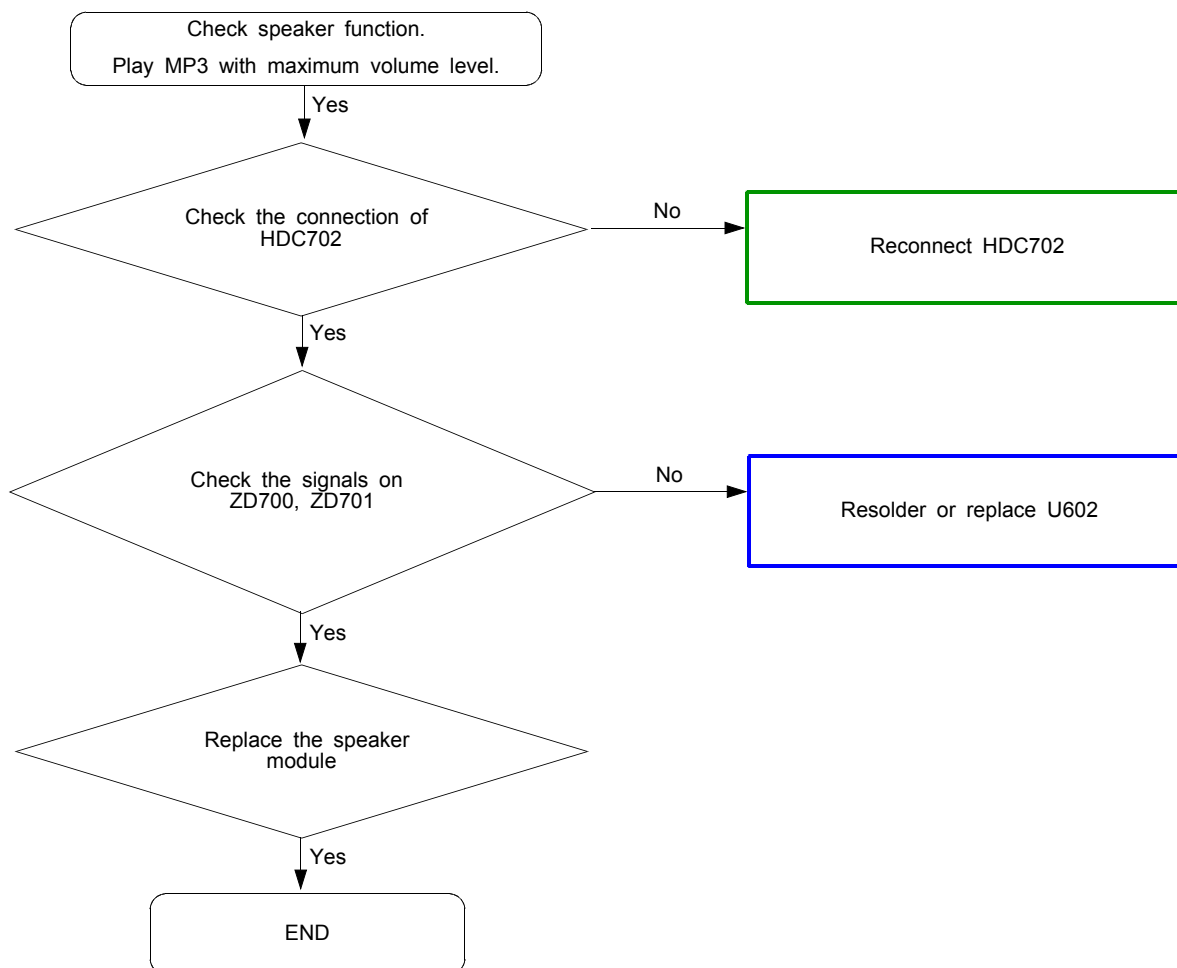 Check speaker function.
Play MP3 with maximum volume level.
Yes
Check the connection of
HDC702
No
Reconnect HDC702
Yes
Check the signals on
ZD700, ZD701
No
Resolder or replace U602
Yes
Replace the speaker
module
Yes
END